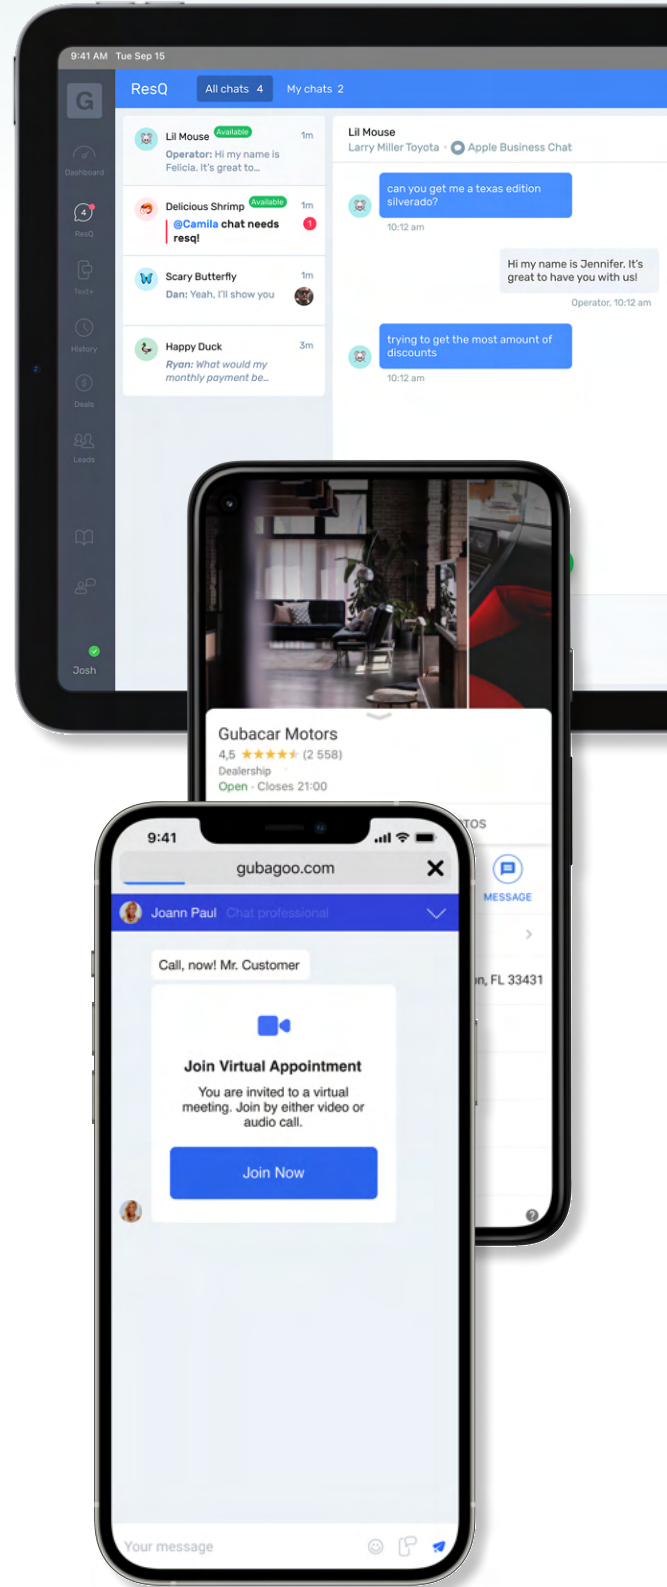 9:41 AM Tue Sep 15
G
ResQ
All chats 4
My chats 2
Dashboard
4
ResQ
Text+
History
Deals
Leads
Josh
Lil Mouse Available 1m
Operator: Hi my name is
Felicia. It's great to...
Delicious Shrimp Available 1m
@Camila chat needs
resq!
1
Scary Butterfly 1m
Dan: Yeah, I'll show you
Happy Duck 3m
Ryan: What would my
monthly payment be...
Lil Mouse
Larry Miller Toyota · Apple Business Chat
can you get me a texas edition
silverado?
10:12 am
Hi my name is Jennifer. It's
great to have you with us!
Operator, 10:12 am
trying to get the most amount of
discounts
10:12 am
Gubacar Motors
4,5 (2 558)
Dealership
Open · Closes 21:00
TOS
MESSAGE
on, FL 33431
9:41
gubagoo.com
Joann Paul Chat professional
Call, now! Mr. Customer
Join Virtual Appointment
You are invited to a virtual
meeting. Join by either video or
audio call.
Join Now
Your message